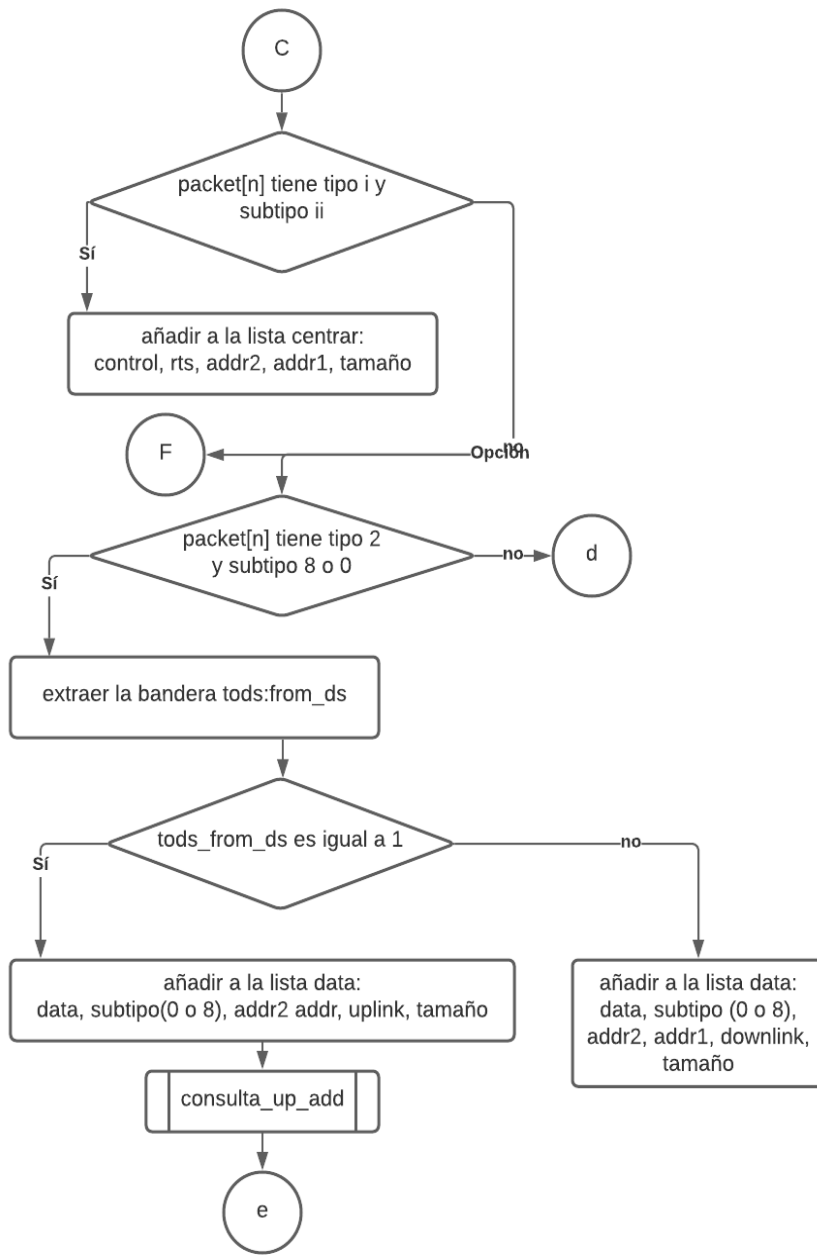 C
packet[n] tiene tipo i y
subtipo ii
Sí
añadir a la lista centrar:
control, rts, addr2, addr1, tamaño
no
Opción
F
packet[n] tiene tipo 2
y subtipo 8 o 0
no
d
Sí
extraer la bandera tods:from_ds
tods_from_ds es igual a 1
no
Sí
añadir a la lista data:
data, subtipo(0 o 8), addr2 addr, uplink, tamaño
añadir a la lista data:
data, subtipo (0 o 8),
addr2, addr1, downlink,
tamaño
consulta_up_add
e